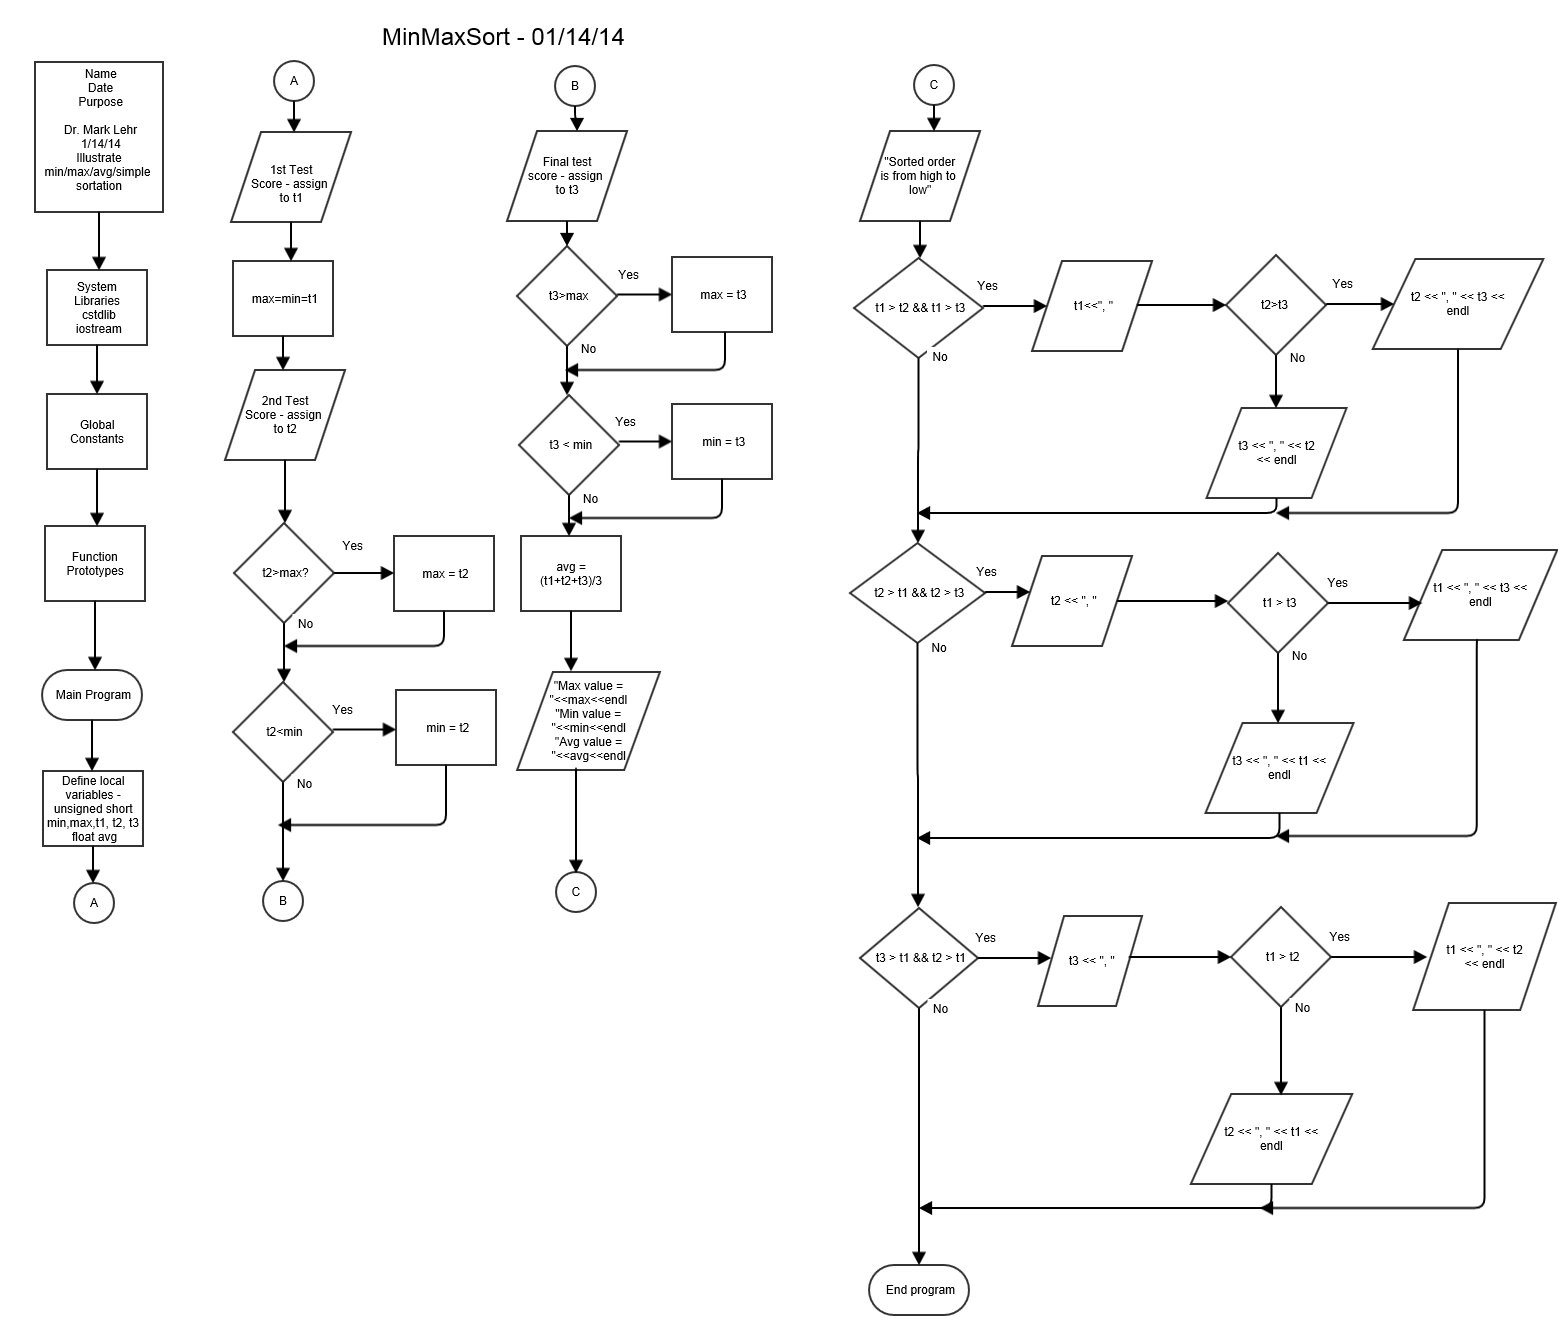 MinMaxSort - 01/14/14
Name
Date
Purpose
Dr. Mark Lehr
1/14/14
Illustrate
min/max/avg/simple
sortation
System
Libraries
cstdlib
iostream
Global
Constants
Function
Prototypes
Main Program
Define local
variables -
unsigned short
min,max,t1, t2, t3
float avg
A
A
1st Test
Score - assign
to t1
max=min=t1
2nd Test
Score - assign
to t2
t2>max?
Yes
max = t2
No
t2<min
Yes
min = t2
No
B
B
Final test
score - assign
to t3
t3>max
Yes
max = t3
No
t3 < min
Yes
min = t3
No
avg =
(t1+t2+t3)/3
"Max value =
"<<max<<endl
"Min value =
"<<min<<endl
"Avg value =
"<<avg<<endl
C
C
"Sorted order
is from high to
low"
t1 > t2 && t1 > t3
Yes
t1<<", "
t2>t3
Yes
t2 << ", " << t3 <<
endl
No
No
t3 << ", " << t2
<< endl
t2 > t1 && t2 > t3
Yes
t2 << ", "
t1 > t3
Yes
t1 << ", " << t3 <<
endl
No
No
t3 << ", " << t1 <<
endl
t3 > t1 && t2 > t1
Yes
t3 << ", "
t1 > t2
Yes
t1 << ", " << t2
<< endl
No
No
t2 << ", " << t1 <<
endl
End program